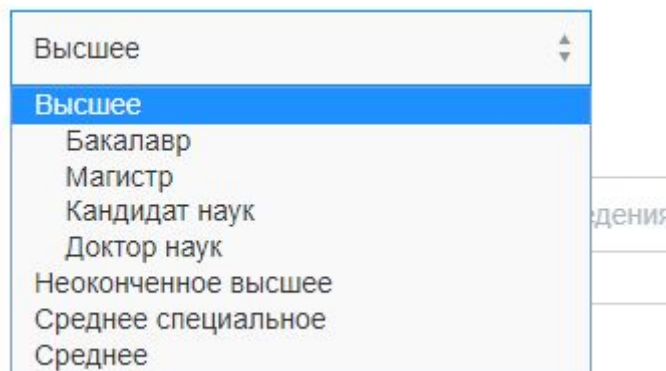 Высшее
Высшее
Бакалавр
Магистр
Кандидат наук
Доктор наук
Неоконченное высшее
Среднее специальное
Среднее